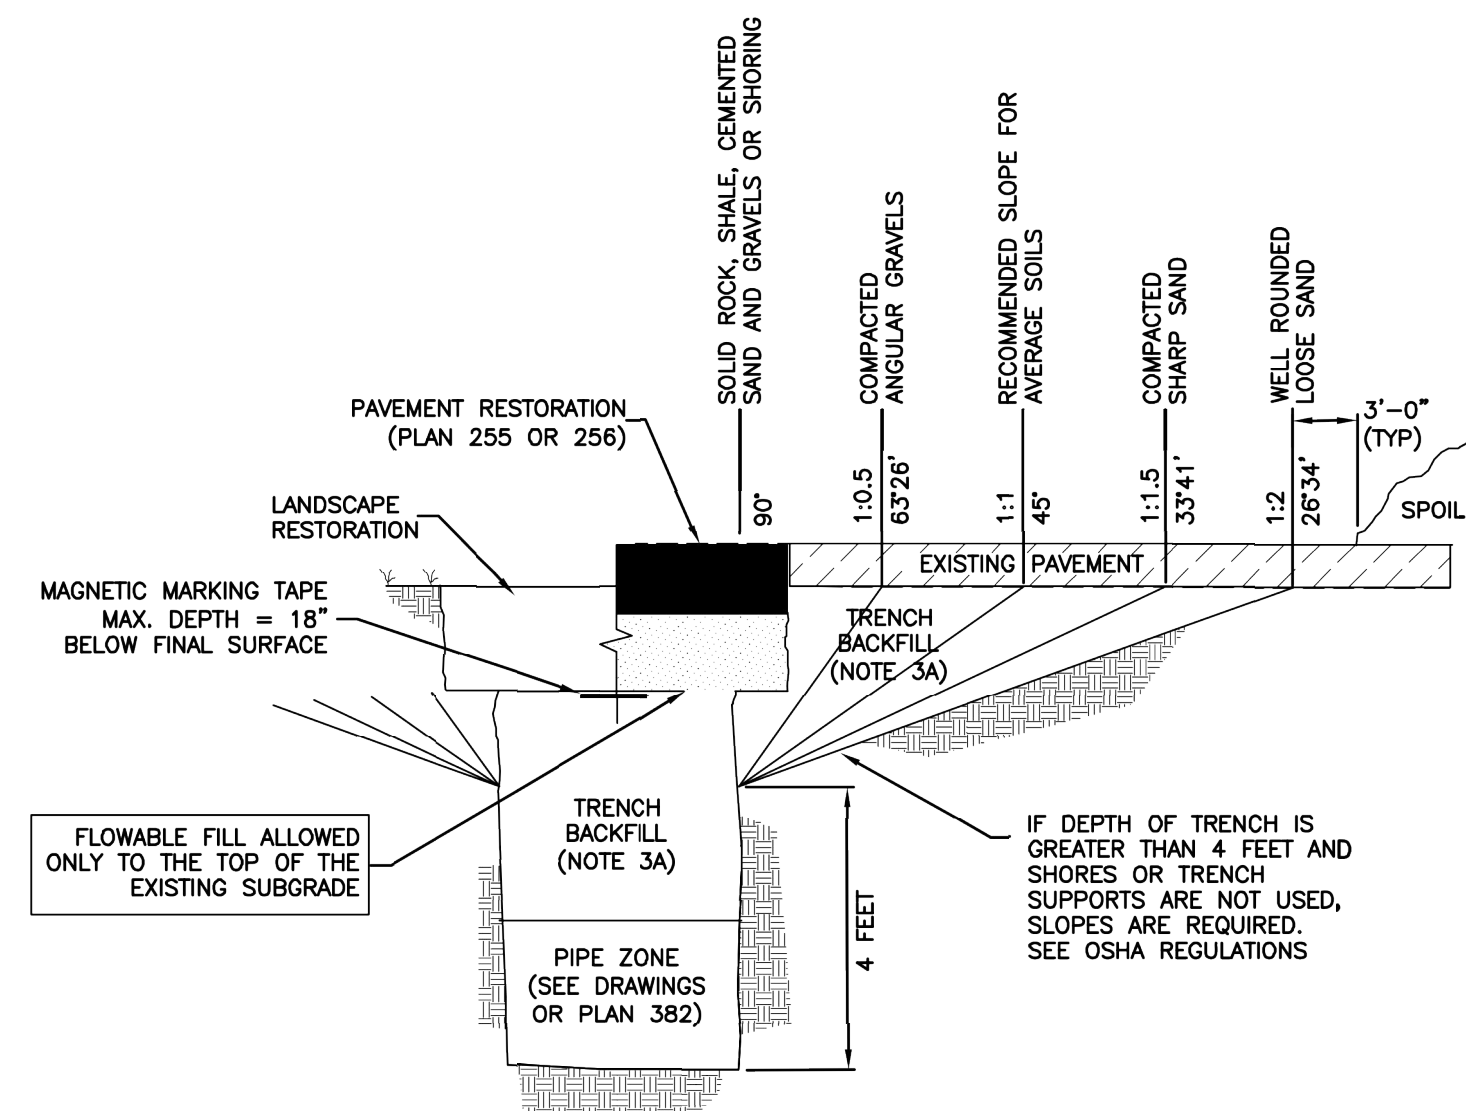 SOLID ROCK, SHALE, CEMENTED
SAND AND GRAVELS OR SHORING
90°
COMPACTED
ANGULAR GRAVELS
1:0.5
63°26'
RECOMMENDED SLOPE FOR
AVERAGE SOILS
1:1
45°
COMPACTED
SHARP SAND
1:1.5
33°41'
WELL ROUNDED
LOOSE SAND
1:2
26°34'
3'-0"
(TYP)
SPOIL
PAVEMENT RESTORATION
(PLAN 255 OR 256)
LANDSCAPE
RESTORATION
EXISTING PAVEMENT
MAGNETIC MARKING TAPE
MAX. DEPTH = 18"
BELOW FINAL SURFACE
TRENCH
BACKFILL
(NOTE 3A)
FLOWABLE FILL ALLOWED
ONLY TO THE TOP OF THE
EXISTING SUBGRADE
TRENCH
BACKFILL
(NOTE 3A)
PIPE ZONE
(SEE DRAWINGS
OR PLAN 382)
4 FEET
IF DEPTH OF TRENCH IS
GREATER THAN 4 FEET AND
SHORES OR TRENCH
SUPPORTS ARE NOT USED,
SLOPES ARE REQUIRED.
SEE OSHA REGULATIONS